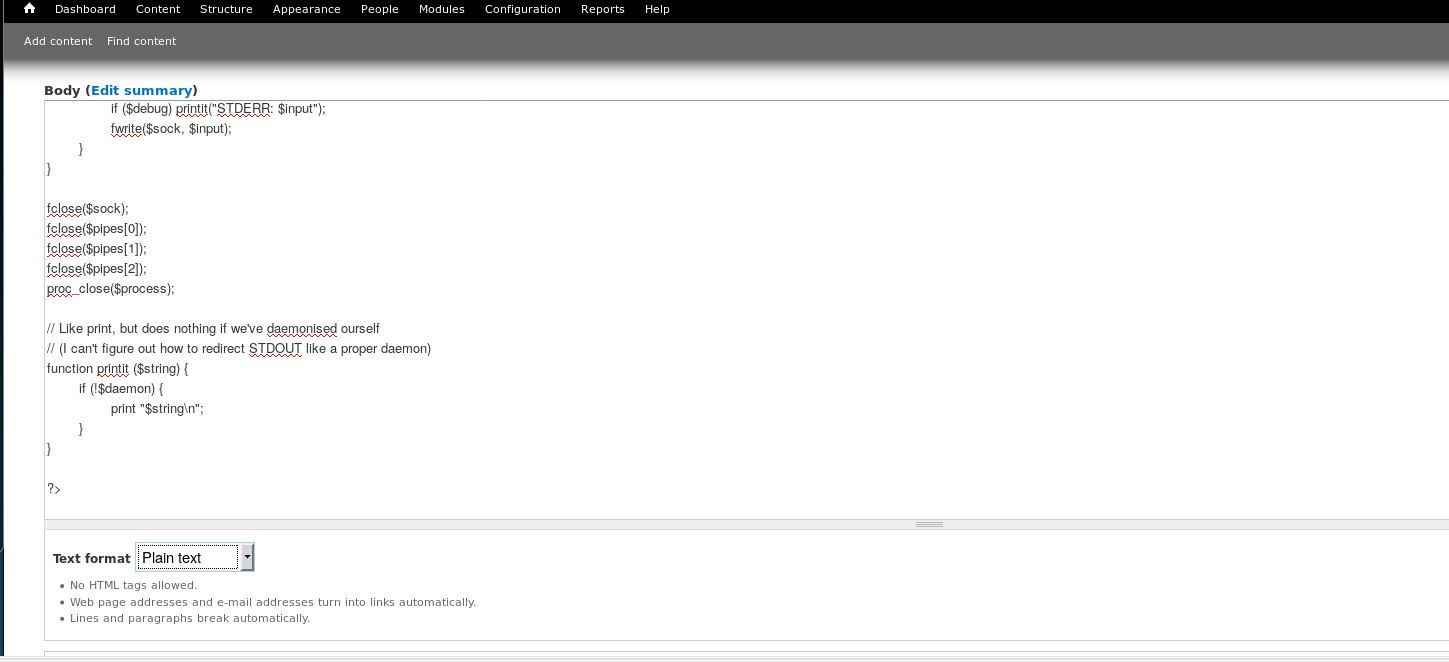 Dashboard Content Structure Appearance People Modules Configuration Reports Help
Add content Find content
Body (Edit summary)
if ($debug) printit("STDERR: $input");
fwrite($sock, $input);
}
}
fclose($sock);
fclose($pipes[0]);
fclose($pipes[1]);
fclose($pipes[2]);
proc_close($process);
// Like print, but does nothing if we've daemonised ourself
// (I can't figure out how to redirect STDOUT like a proper daemon)
function printit ($string) {
if (!$daemon) {
print "$string\n";
}
}
?>
Text format Plain text
• No HTML tags allowed.
• Web page addresses and e-mail addresses turn into links automatically.
• Lines and paragraphs break automatically.